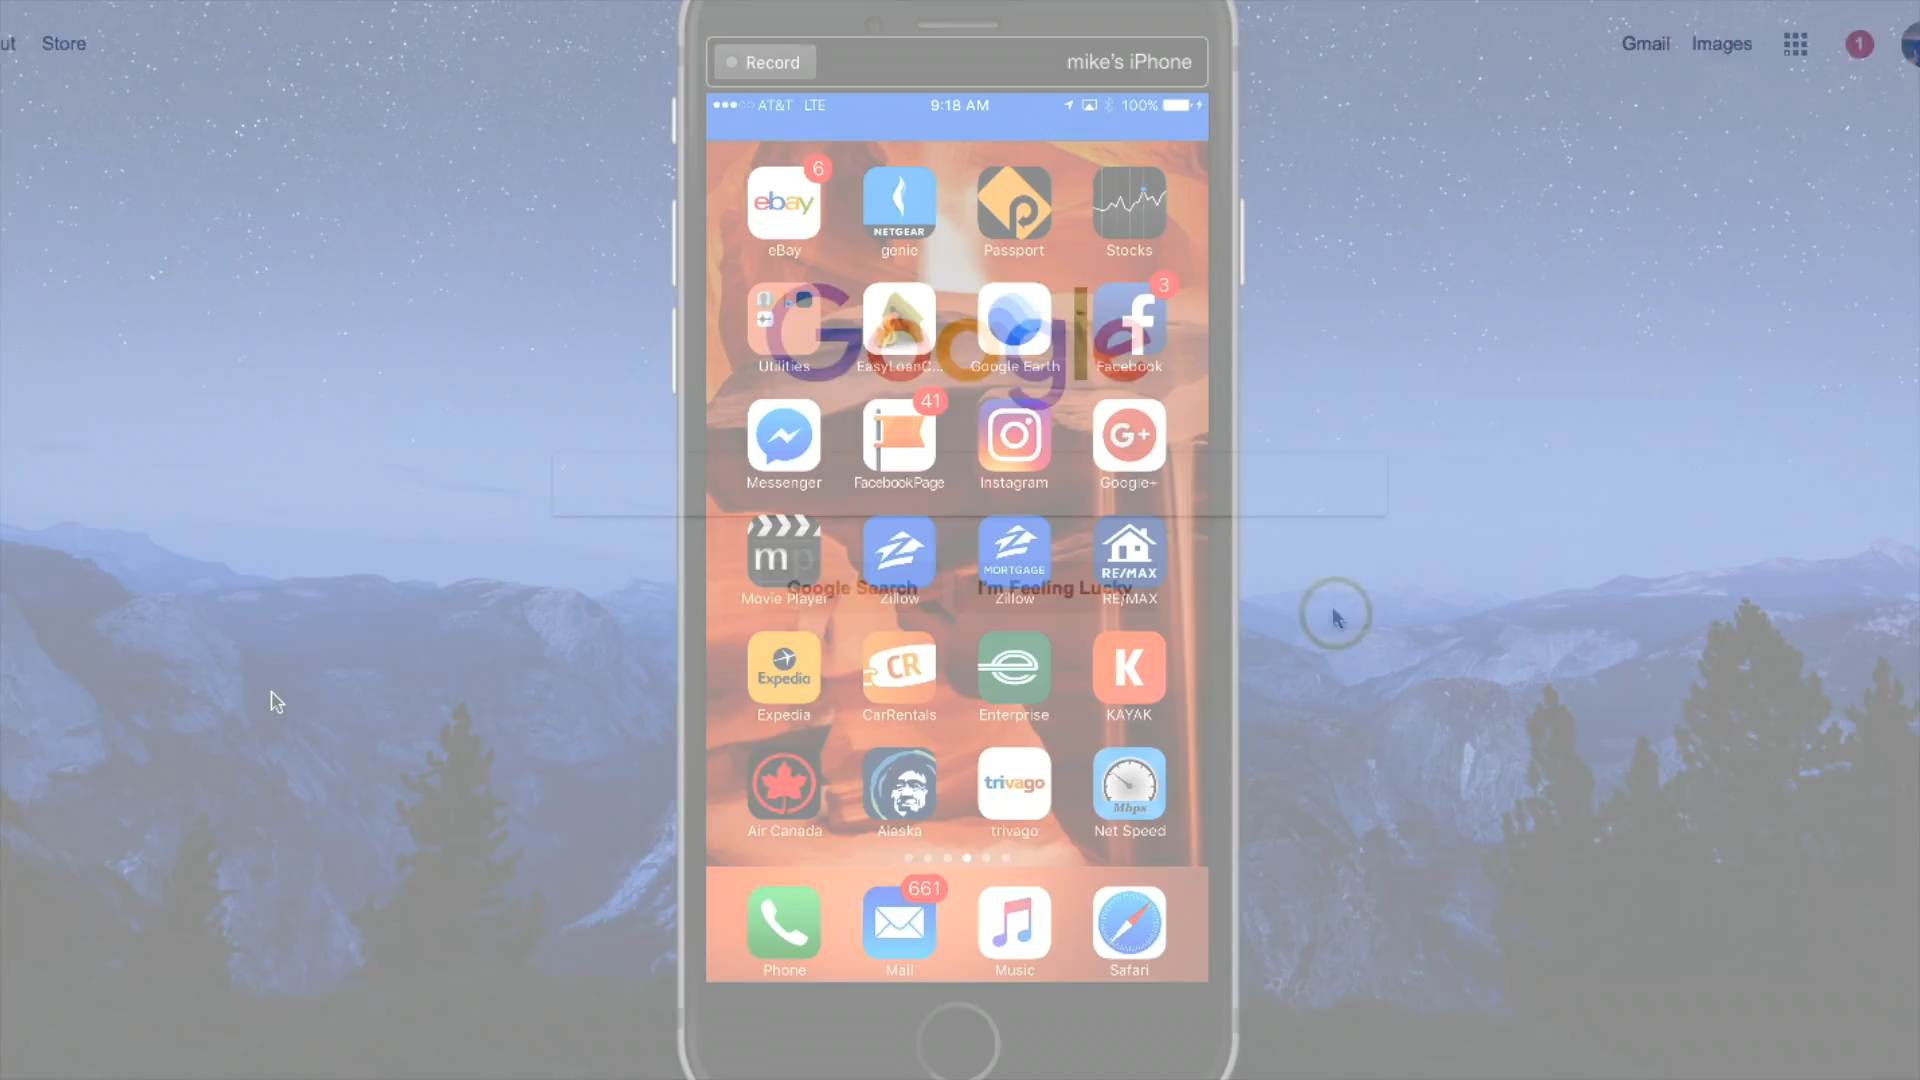 ut Store
Gmail Images 1
Record mike's iPhone
AT&T LTE 9:18 AM 100%
6
ebay
NETGEAR
eBay genie Passport Stocks
3
Google
Utilities EasyLoanC... Google Earth Facebook
41
G+
Messenger FacebookPage Instagram Google+
mp
MORTGAGE
RE/MAX
Google Search I'm Feeling Lucky
Movie Player Zillow Zillow RE/MAX
Expedia CR K
Expedia CarRentals Enterprise KAYAK
trivago
Mbps
Air Canada Alaska trivago Net Speed
661
Phone Mail Music Safari